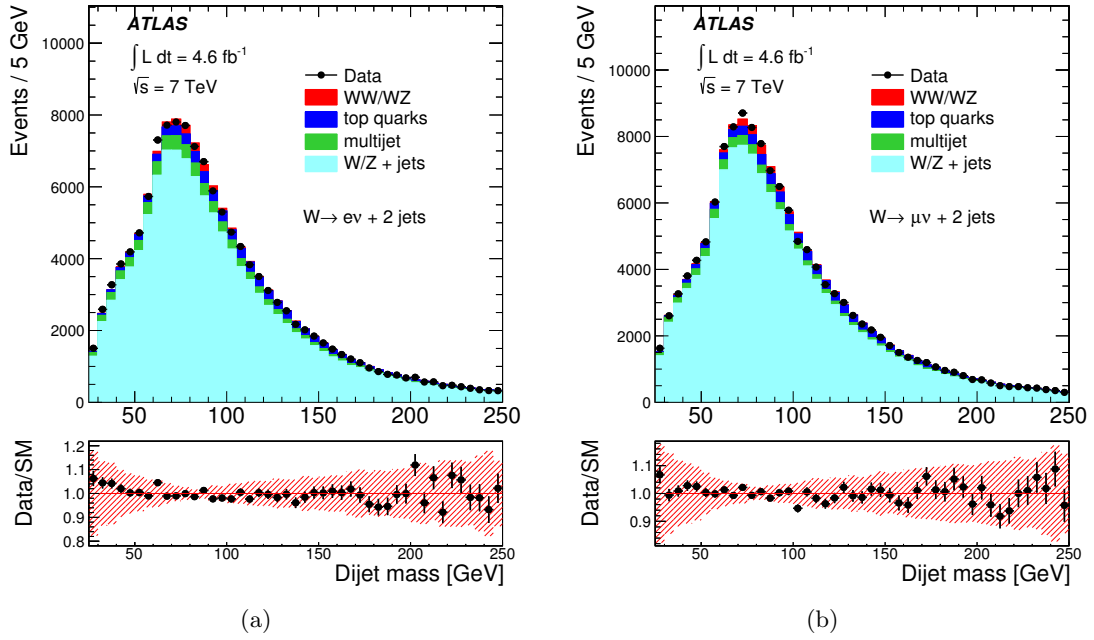 ATLAS
∫ L dt = 4.6 fb⁻¹
√s = 7 TeV
Data
WW/WZ
top quarks
multijet
W/Z + jets
W→ eν + 2 jets
Events / 5 GeV
10000
8000
6000
4000
2000
0
50 100 150 200 250
Data/SM
1.2
1.1
1.0
0.9
0.8
50 100 150 200 250
Dijet mass [GeV]
(a)
ATLAS
∫ L dt = 4.6 fb⁻¹
√s = 7 TeV
Data
WW/WZ
top quarks
multijet
W/Z + jets
W→ μν + 2 jets
Events / 5 GeV
10000
8000
6000
4000
2000
0
50 100 150 200 250
Data/SM
1.1
1.0
0.9
50 100 150 200 250
Dijet mass [GeV]
(b)